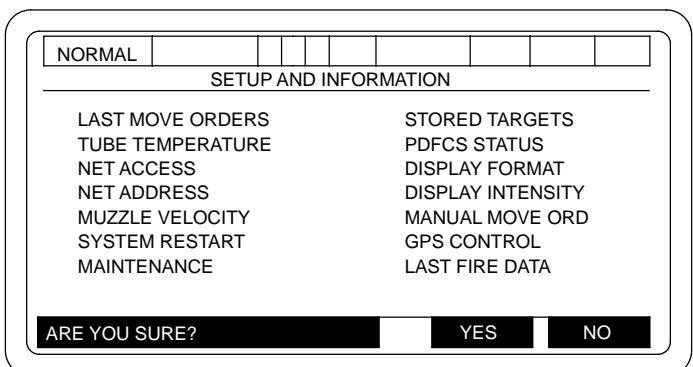 NORMAL
SETUP AND INFORMATION
LAST MOVE ORDERS
TUBE TEMPERATURE
NET ACCESS
NET ADDRESS
MUZZLE VELOCITY
SYSTEM RESTART
MAINTENANCE
STORED TARGETS
PDFCS STATUS
DISPLAY FORMAT
DISPLAY INTENSITY
MANUAL MOVE ORD
GPS CONTROL
LAST FIRE DATA
ARE YOU SURE? YES NO